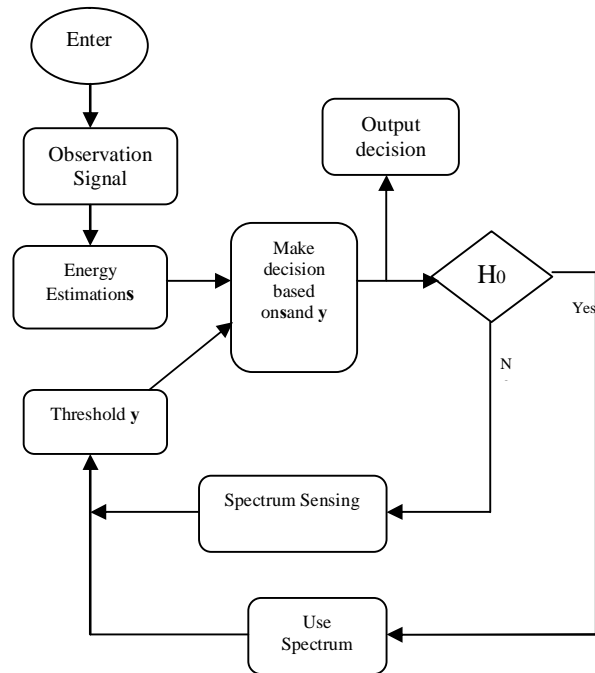 Enter
Observation
Signal
Output
decision
Energy
Estimations
Make
decision
based
onsand y
H0
Yes
N
Threshold y
Spectrum Sensing
Use
Spectrum